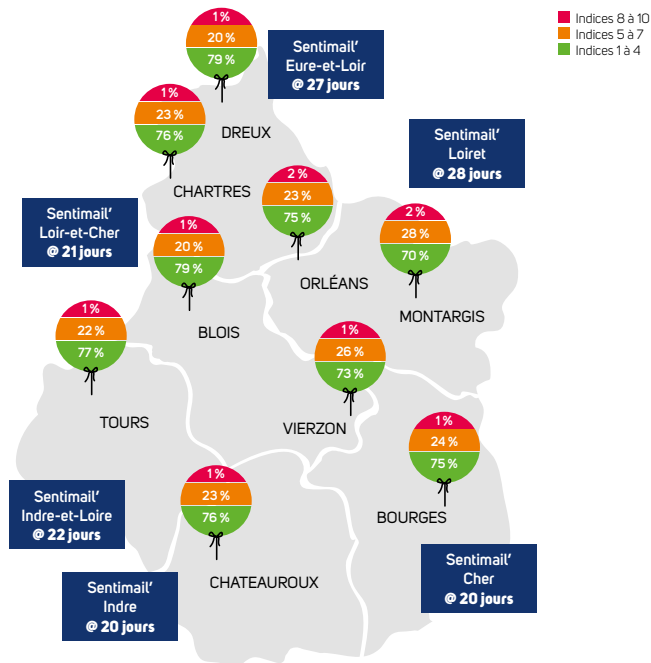 Indices 8 à 10
Indices 5 à 7
Indices 1 à 4
1 %
20 %
79 %
DREUX
Sentimail’
Eure-et-Loir
@ 27 jours
1 %
23 %
76 %
CHARTRES
Sentimail’
Loiret
@ 28 jours
2 %
23 %
75 %
ORLÉANS
2 %
28 %
70 %
MONTARGIS
Sentimail’
Loir-et-Cher
@ 21 jours
1 %
20 %
79 %
BLOIS
1 %
22 %
77 %
TOURS
1 %
26 %
73 %
VIERZON
1 %
24 %
75 %
BOURGES
Sentimail’
Indre-et-Loire
@ 22 jours
1 %
23 %
76 %
CHATEAUROUX
Sentimail’
Cher
@ 20 jours
Sentimail’
Indre
@ 20 jours